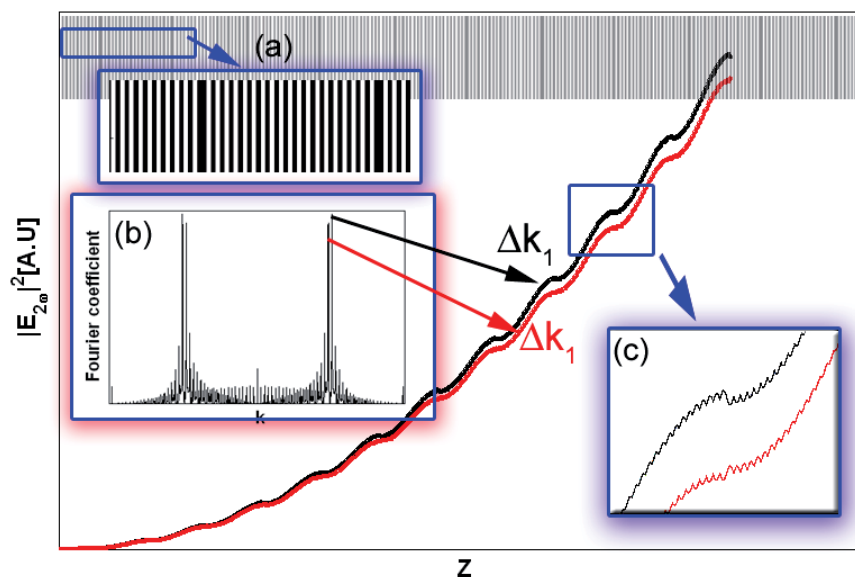 (a)
(b)
Fourier coefficient
k
Δk₁
Δk₁
(c)
|E₂ω|²[A.U]
z